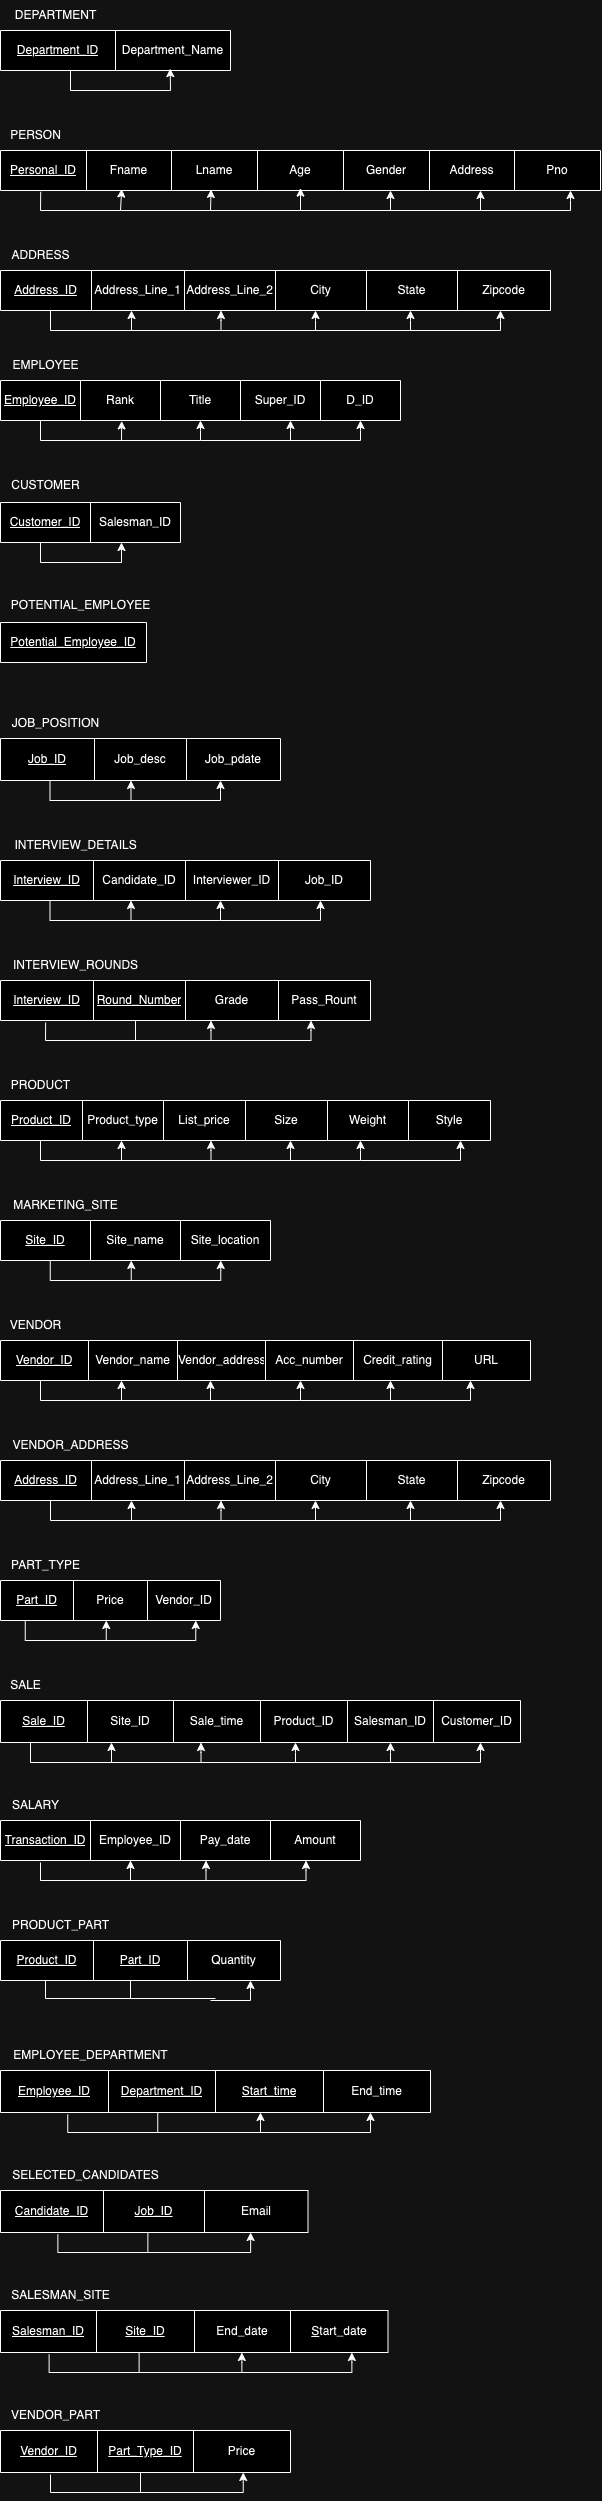 DEPARTMENT
Department_ID Department_Name
PERSON
Personal_ID Fname Lname Age Gender Address Pno
ADDRESS
Address_ID Address_Line_1 Address_Line_2 City State Zipcode
EMPLOYEE
Employee_ID Rank Title Super_ID D_ID
CUSTOMER
Customer_ID Salesman_ID
POTENTIAL_EMPLOYEE
Potential_Employee_ID
JOB_POSITION
Job_ID Job_desc Job_pdate
INTERVIEW_DETAILS
Interview_ID Candidate_ID Interviewer_ID Job_ID
INTERVIEW_ROUNDS
Interview_ID Round_Number Grade Pass_Rount
PRODUCT
Product_ID Product_type List_price Size Weight Style
MARKETING_SITE
Site_ID Site_name Site_location
VENDOR
Vendor_ID Vendor_name Vendor_address Acc_number Credit_rating URL
VENDOR_ADDRESS
Address_ID Address_Line_1 Address_Line_2 City State Zipcode
PART_TYPE
Part_ID Price Vendor_ID
SALE
Sale_ID Site_ID Sale_time Product_ID Salesman_ID Customer_ID
SALARY
Transaction_ID Employee_ID Pay_date Amount
PRODUCT_PART
Product_ID Part_ID Quantity
EMPLOYEE_DEPARTMENT
Employee_ID Department_ID Start_time End_time
SELECTED_CANDIDATES
Candidate_ID Job_ID Email
SALESMAN_SITE
Salesman_ID Site_ID End_date Start_date
VENDOR_PART
Vendor_ID Part_Type_ID Price